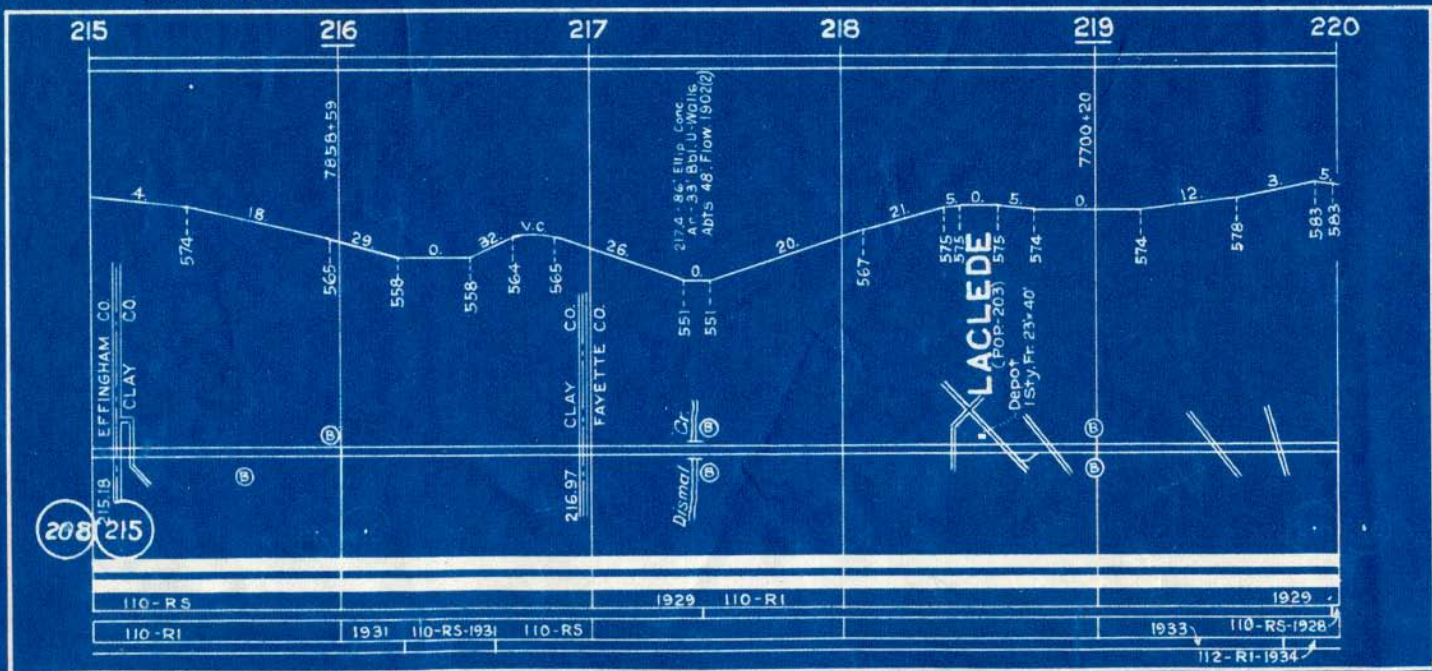 215 216 217 218 219 220
7858+59
7700+20
217.4 - 86' Ellip. Conc.
Ar - 33' Bbl. U-Walls
Abts 48'. Flow 1902(2)
4. 18. 29 0. 32. V.C. 26. 0. 20. 21. 5. 0. 5. 0. 12. 3. 5.
574 565 558 558 564 565 551 551 567 575 575 575 574 574 578 583 583
215.18 EFFINGHAM CO.
CLAY CO.
216.97 CLAY CO.
FAYETTE CO.
Dismal Cr.
LACLEDE
(POP.-203)
Depot
1 Sty. Fr. 23'x 40'
B B B B B B
208 215
110-RS 1929 110-RI 1929
110-RS-1928
110-RI 1931 110-RS-1931 110-RS 1933
112-RI-1934